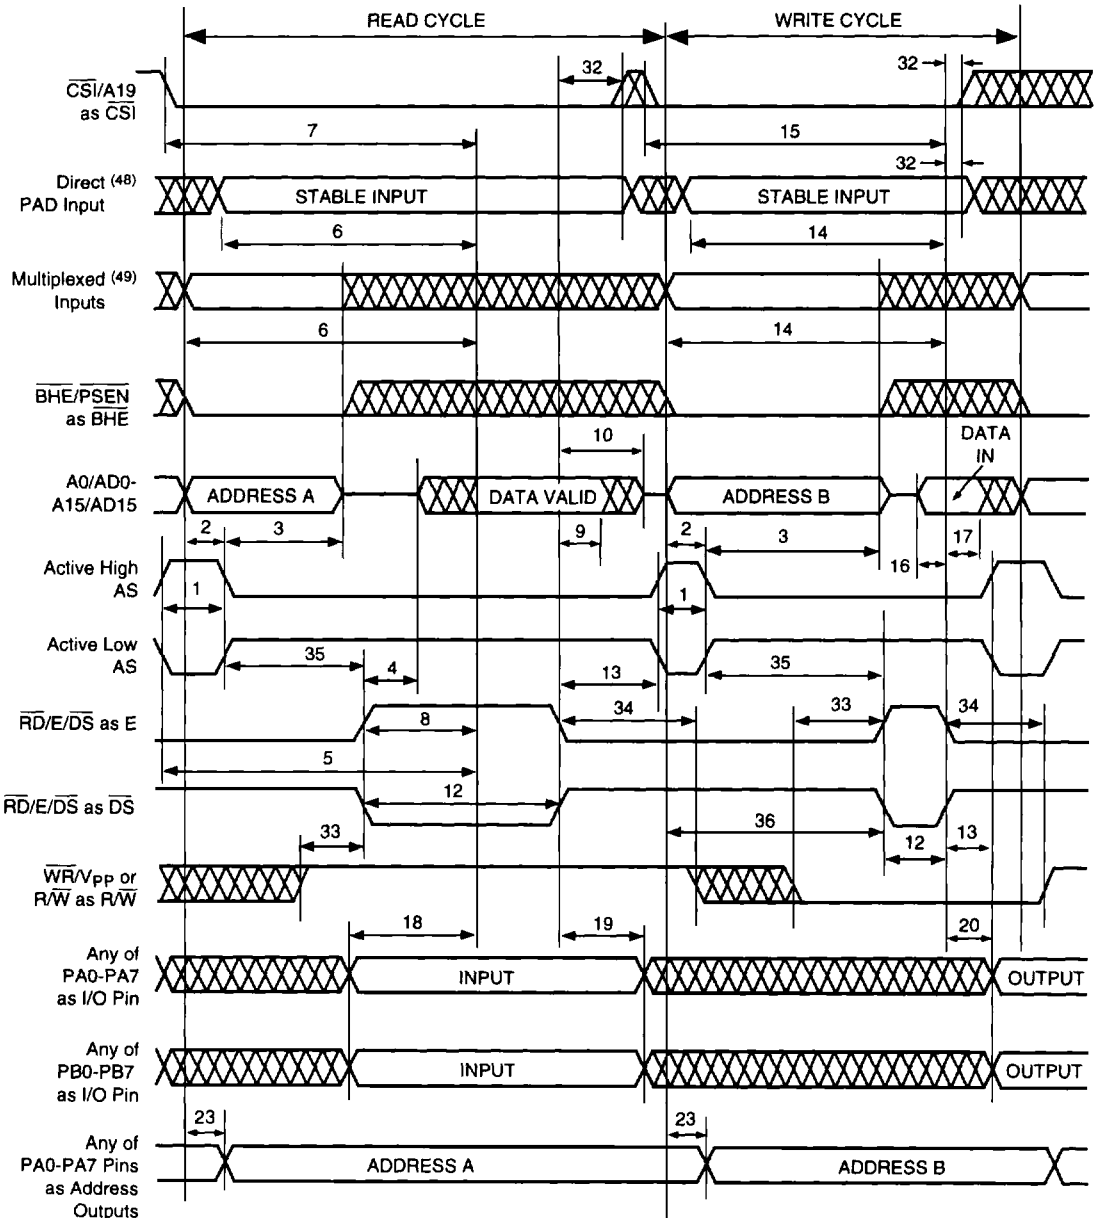 READ CYCLE WRITE CYCLE
32 32
CSI/A19
as CSI
7 15
32
Direct (48)
PAD Input
STABLE INPUT STABLE INPUT
6 14
Multiplexed (49)
Inputs
6 14
BHE/PSEN
as BHE
DATA
IN
10
A0/AD0-
A15/AD15
ADDRESS A DATA VALID ADDRESS B
2 3 9 2 3 16 17
Active High
AS
1 1
Active Low
AS
35 4 13 35
RD/E/DS as E
8 34 33 34
5
RD/E/DS as DS
12 36 12 13
33
WR/VPP or
R/W as R/W
18 19 20
Any of
PA0-PA7
as I/O Pin
INPUT OUTPUT
Any of
PB0-PB7
as I/O Pin
INPUT OUTPUT
23 23
Any of
PA0-PA7 Pins
as Address
Outputs
ADDRESS A ADDRESS B